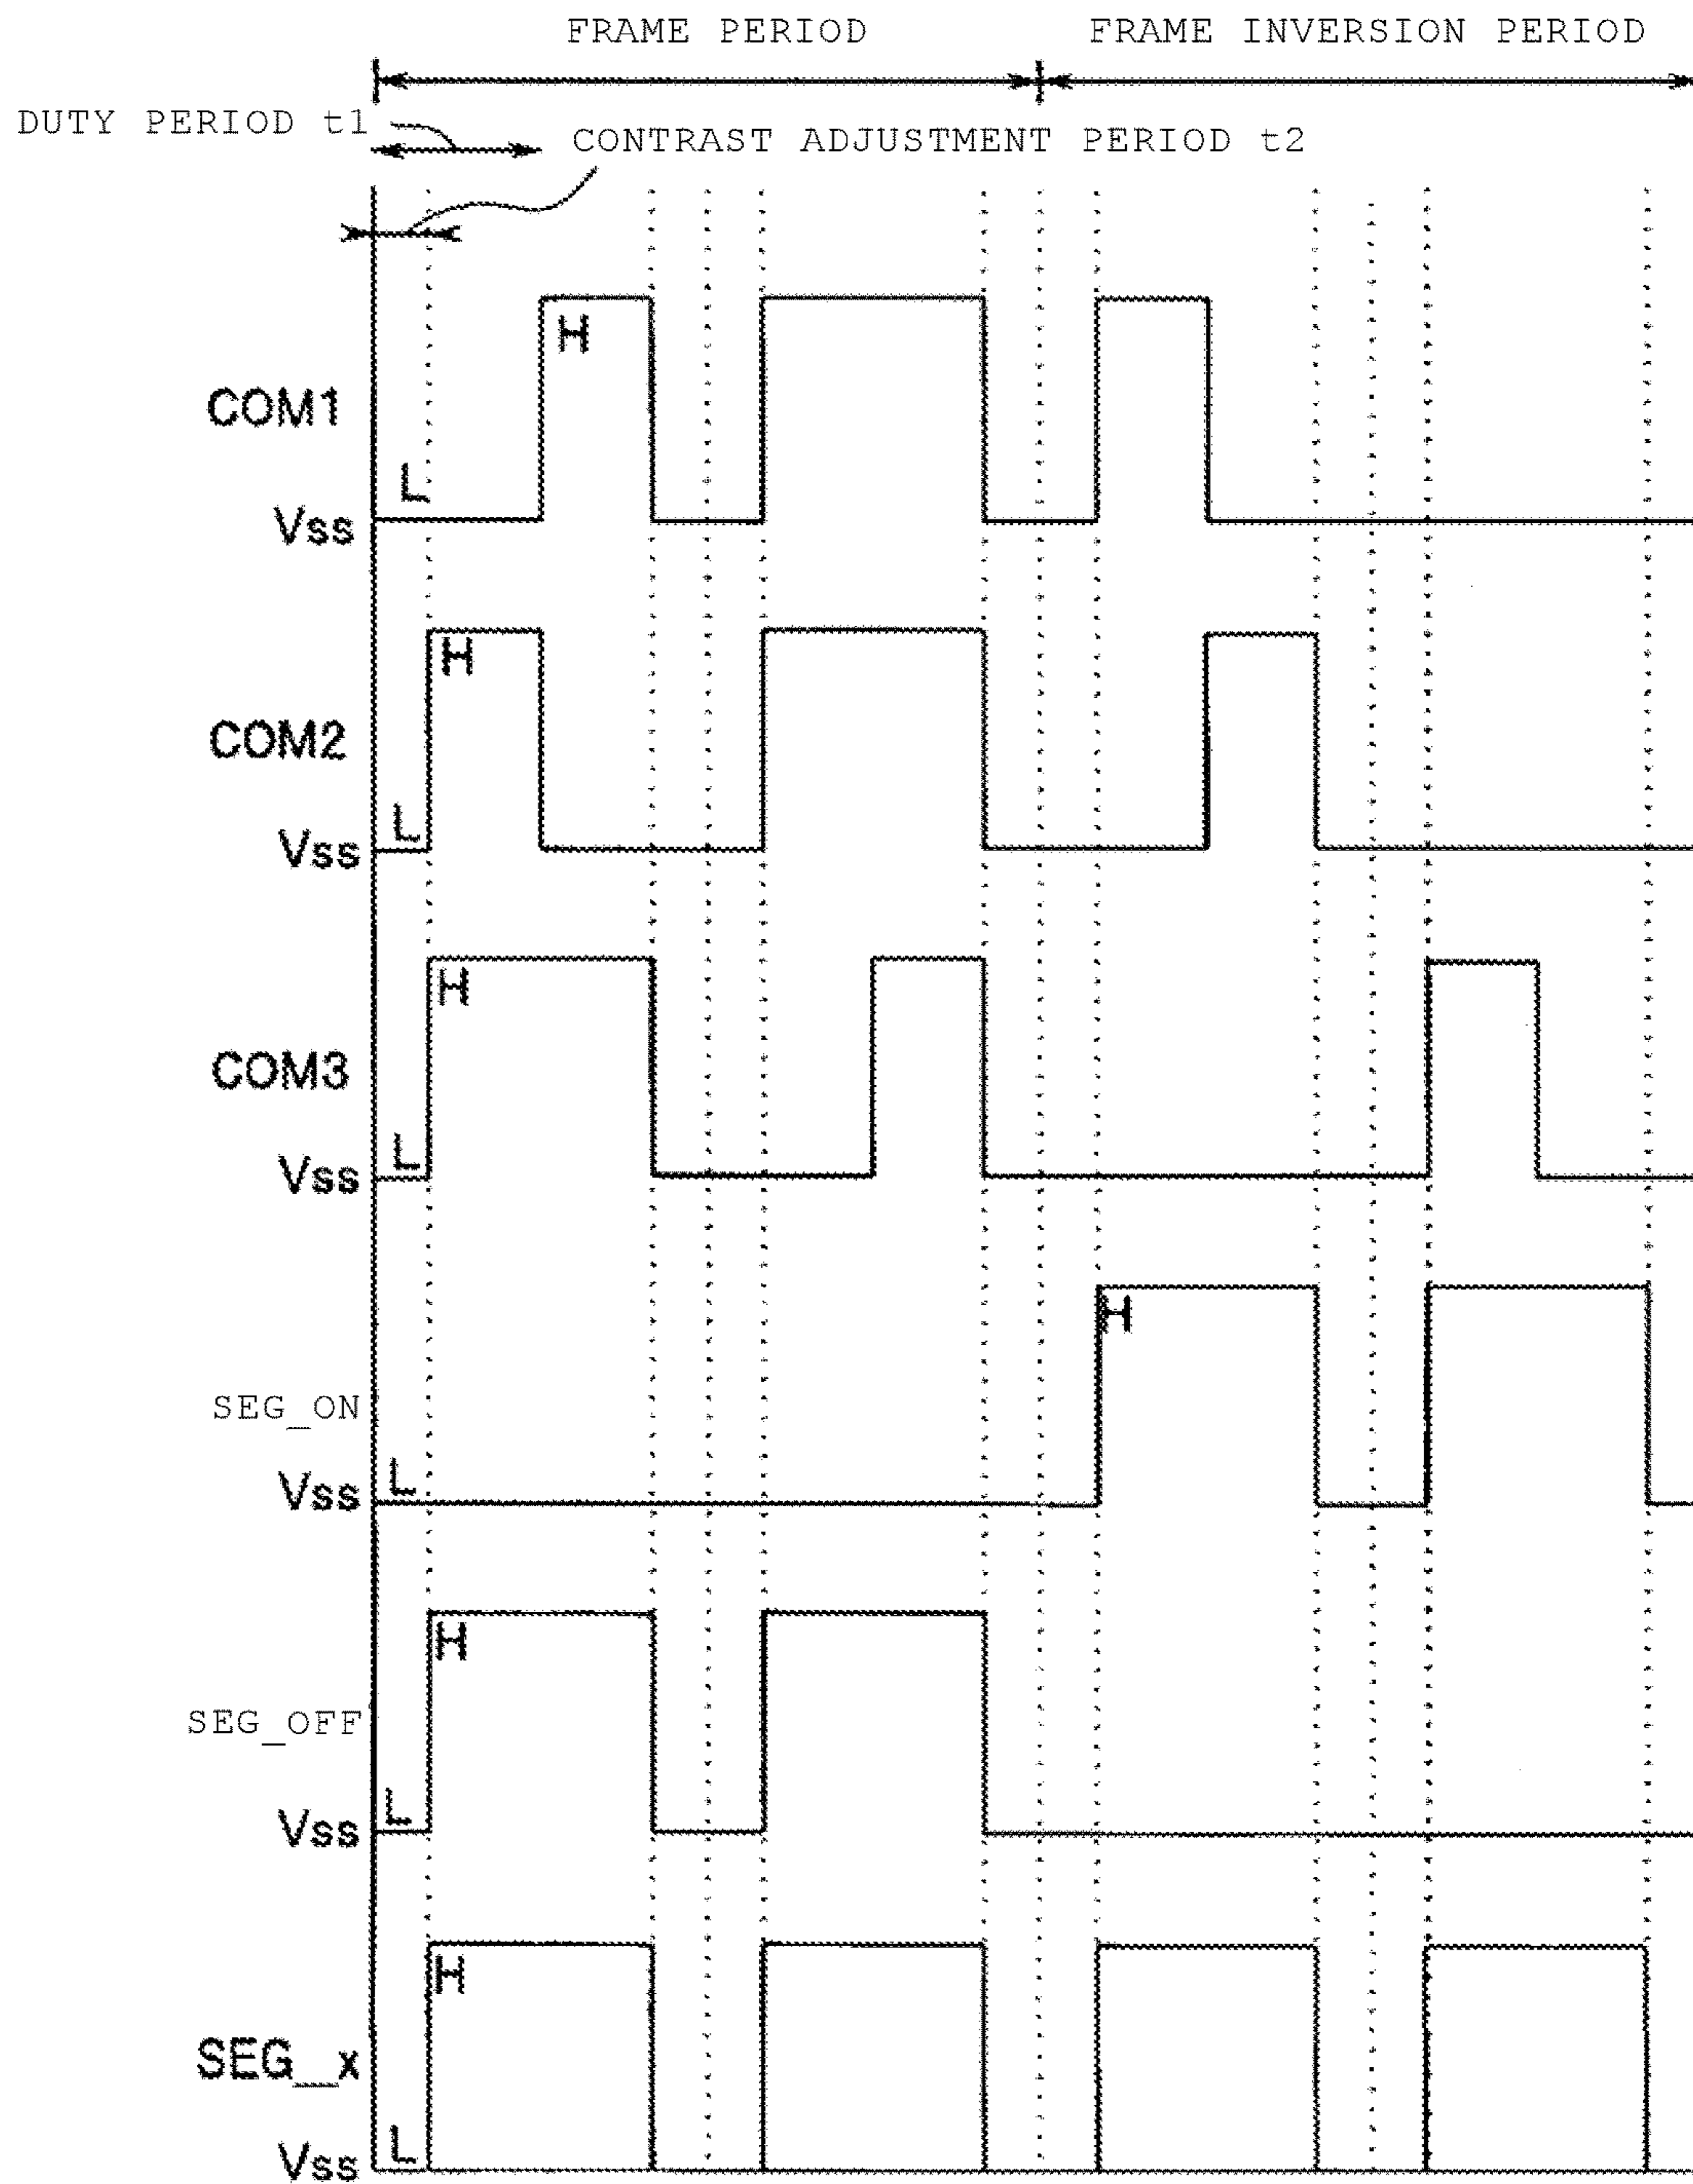 FRAME PERIOD
FRAME INVERSION PERIOD
DUTY PERIOD t1
CONTRAST ADJUSTMENT PERIOD t2
H
COM1
L
Vss
H
COM2
L
Vss
H
COM3
L
Vss
H
SEG_ON
L
Vss
H
SEG_OFF
L
Vss
H
SEG_x
L
Vss